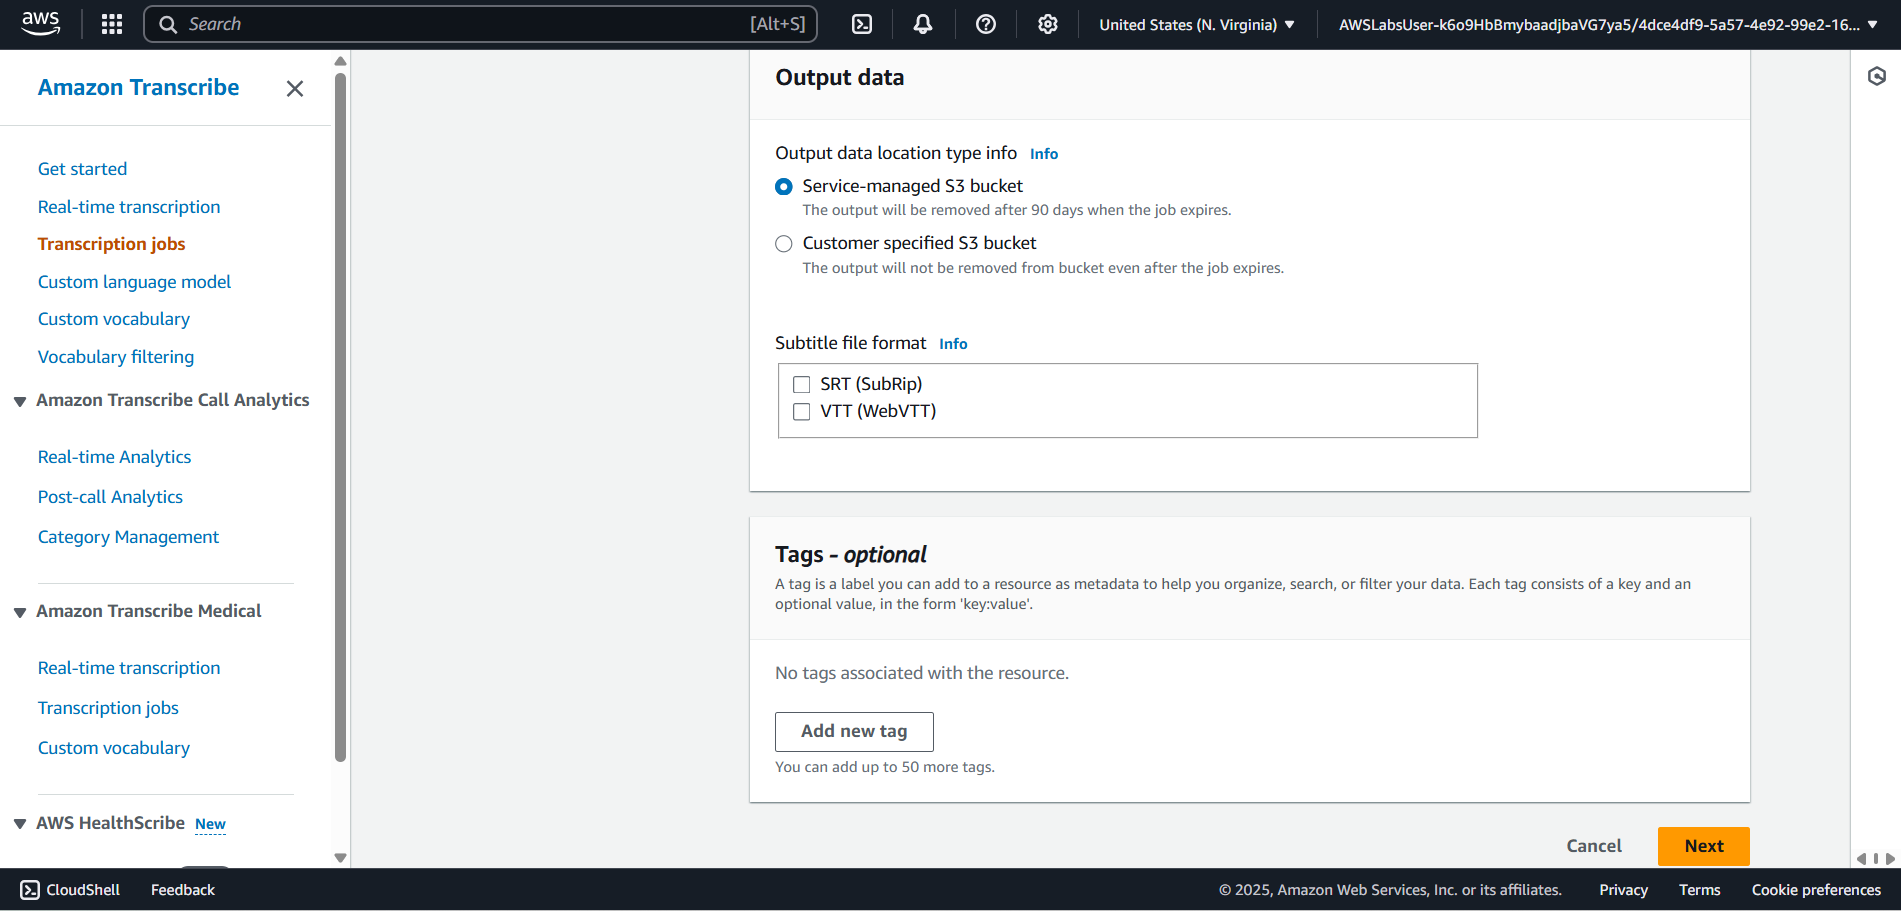 aws
Search [Alt+S]
United States (N. Virginia)
AWSLabsUser-k6o9HbBmybaadjbaVG7ya5/4dce4df9-5a57-4e92-99e2-16...
Amazon Transcribe
Get started
Real-time transcription
Transcription jobs
Custom language model
Custom vocabulary
Vocabulary filtering
Amazon Transcribe Call Analytics
Real-time Analytics
Post-call Analytics
Category Management
Amazon Transcribe Medical
Real-time transcription
Transcription jobs
Custom vocabulary
AWS HealthScribe New
Output data
Output data location type info Info
Service-managed S3 bucket
The output will be removed after 90 days when the job expires.
Customer specified S3 bucket
The output will not be removed from bucket even after the job expires.
Subtitle file format Info
SRT (SubRip)
VTT (WebVTT)
Tags - optional
A tag is a label you can add to a resource as metadata to help you organize, search, or filter your data. Each tag consists of a key and an
optional value, in the form 'key:value'.
No tags associated with the resource.
Add new tag
You can add up to 50 more tags.
Cancel Next
CloudShell Feedback
© 2025, Amazon Web Services, Inc. or its affiliates. Privacy Terms Cookie preferences